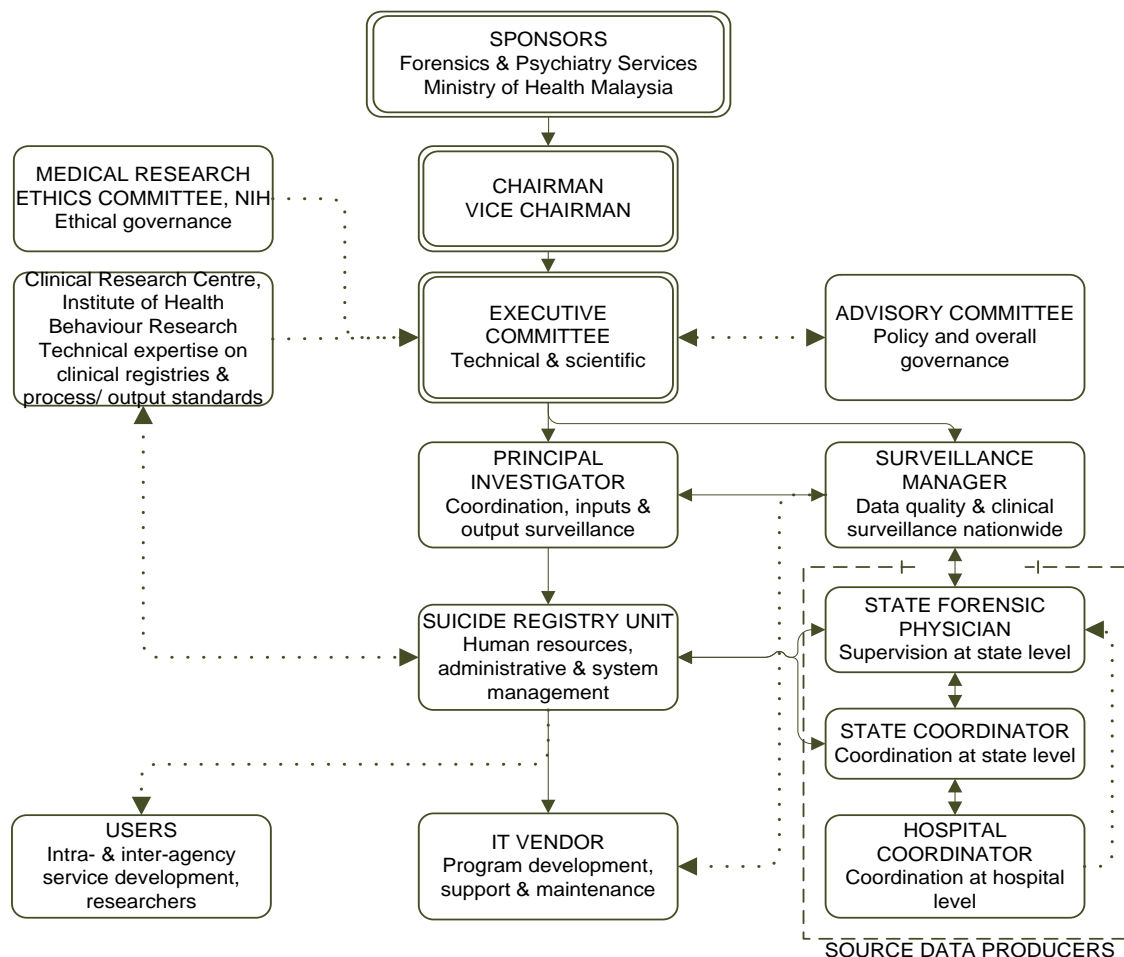 SPONSORS
Forensics & Psychiatry Services
Ministry of Health Malaysia
MEDICAL RESEARCH
ETHICS COMMITTEE, NIH
Ethical governance
CHAIRMAN
VICE CHAIRMAN
Clinical Research Centre,
Institute of Health
Behaviour Research
Technical expertise on
clinical registries &
process/ output standards
EXECUTIVE
COMMITTEE
Technical & scientific
ADVISORY COMMITTEE
Policy and overall
governance
PRINCIPAL
INVESTIGATOR
Coordination, inputs &
output surveillance
SURVEILLANCE
MANAGER
Data quality & clinical
surveillance nationwide
SUICIDE REGISTRY UNIT
Human resources,
administrative & system
management
STATE FORENSIC
PHYSICIAN
Supervision at state level
STATE COORDINATOR
Coordination at state level
USERS
Intra- & inter-agency
service development,
researchers
IT VENDOR
Program development,
support & maintenance
HOSPITAL
COORDINATOR
Coordination at hospital
level
SOURCE DATA PRODUCERS